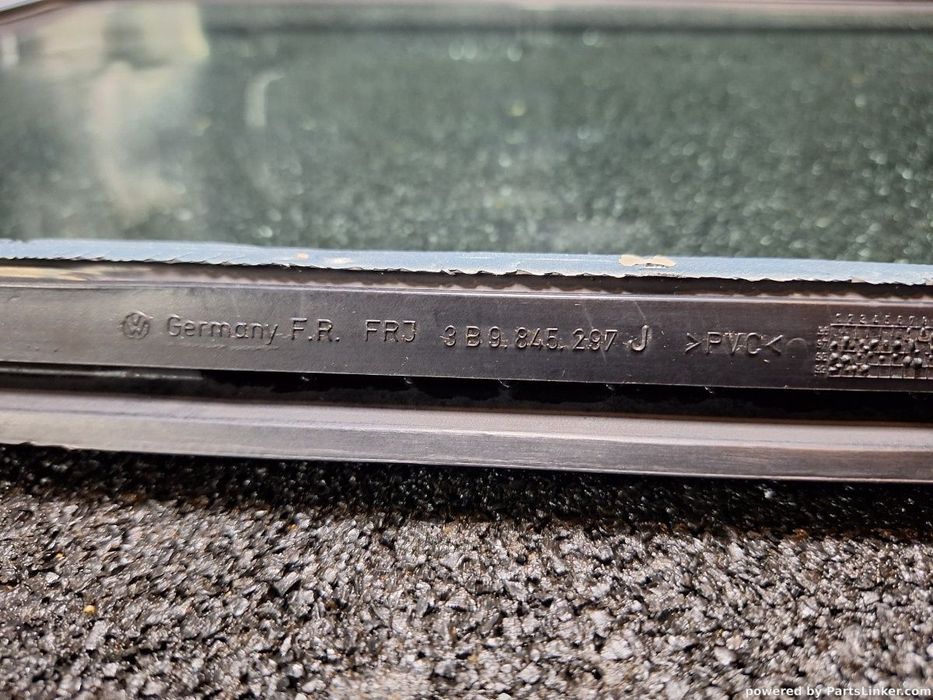 Germany F.R. FRJ 3B9.845.297 J >PVC<
powered by PartsLinker.com